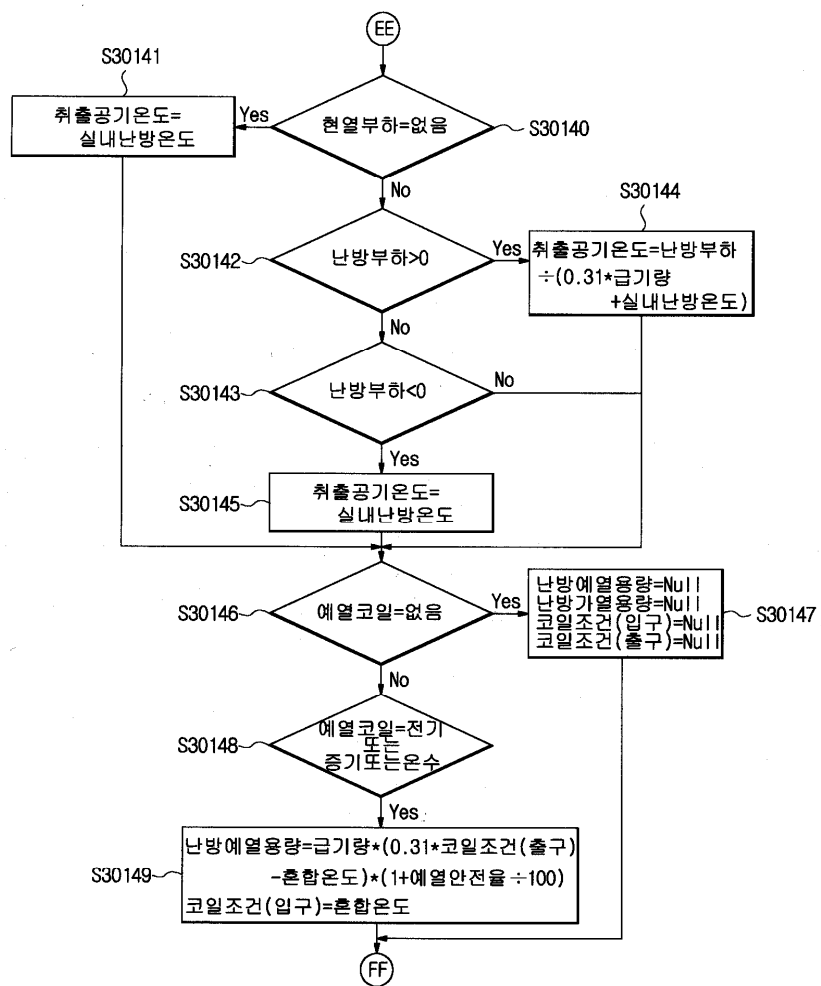 EE
S30141
취출공기온도=
실내난방온도
Yes
현열부하=없음
S30140
No
S30144
S30142
난방부하>0
Yes
취출공기온도=난방부하
÷(0.31*급기량
+실내난방온도)
No
S30143
난방부하<0
No
Yes
S30145
취출공기온도=
실내난방온도
S30146
예열코일=없음
Yes
난방예열용량=Null
난방가열용량=Null
코일조건(입구)=Null
코일조건(출구)=Null
S30147
No
S30148
예열코일=전기
또는
증기또는온수
Yes
S30149
난방예열용량=급기량*(0.31*코일조건(출구)
-혼합온도)*(1+예열안전율÷100)
코일조건(입구)=혼합온도
FF